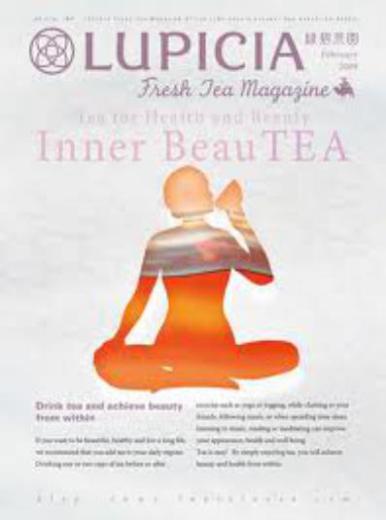 LUPICIA
February
2009
Fresh Tea Magazine
Tea for Health and Beauty
Inner BeauTEA
Drink tea and achieve beauty
from within
If you want to be beautiful, healthy and live a long life,
we recommend that you add tea to your daily regime.
Drinking one or two cups of tea before or after
exercise such as yoga or jogging, while chatting to your
friends, following music, or when spending time alone
listening to music, reading or meditating can improve
your appearance, health and well being.
Tea is easy! By simply enjoying tea, you will achieve
beauty and health from within.